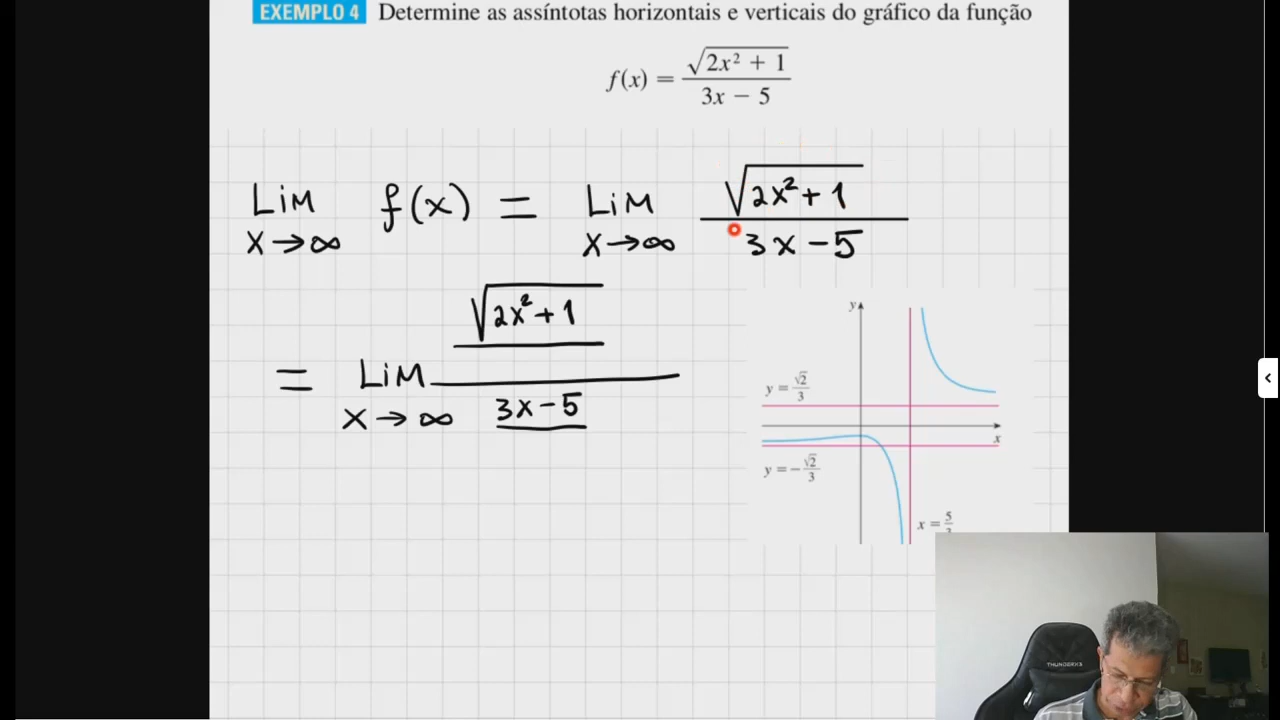 EXEMPLO 4 Determine as assíntotas horizontais e verticais do gráfico da função
f(x) = √(2x² + 1) / (3x − 5)
LiM x→∞ f(x) = LiM x→∞ √(2x² + 1) / (3x − 5)
= LiM x→∞ √(2x² + 1) / (3x − 5)
y
y = √2/3
x
y = −√2/3
x = 5/
THUNDERX3